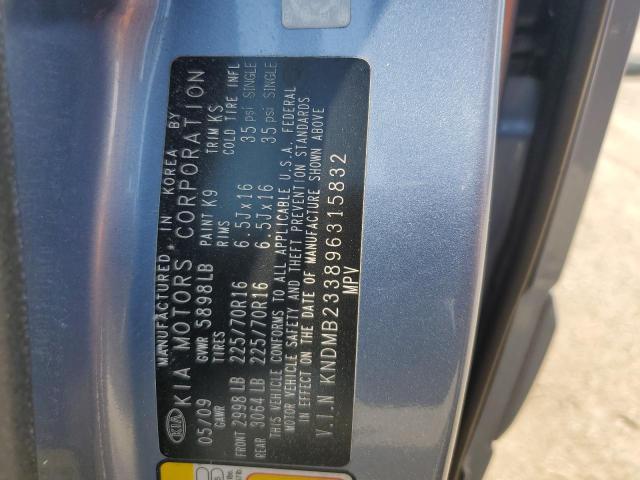 MANUFACTURED IN KOREA BY
KIA KIA MOTORS CORPORATION
05/09 GVWR 5898LB PAINT K9 TRIM KS
GAWR TIRES RIMS COLD TIRE INFL
FRONT 2998 LB 225/70R16 6.5Jx16 35 psi SINGLE
REAR 3064 LB 225/70R16 6.5Jx16 35 psi SINGLE
THIS VEHICLE CONFORMS TO ALL APPLICABLE U.S.A. FEDERAL
MOTOR VEHICLE SAFETY AND THEFT PREVENTION STANDARDS
IN EFFECT ON THE DATE OF MANUFACTURE SHOWN ABOVE
V.I.N KNDMB233896315832
MPV